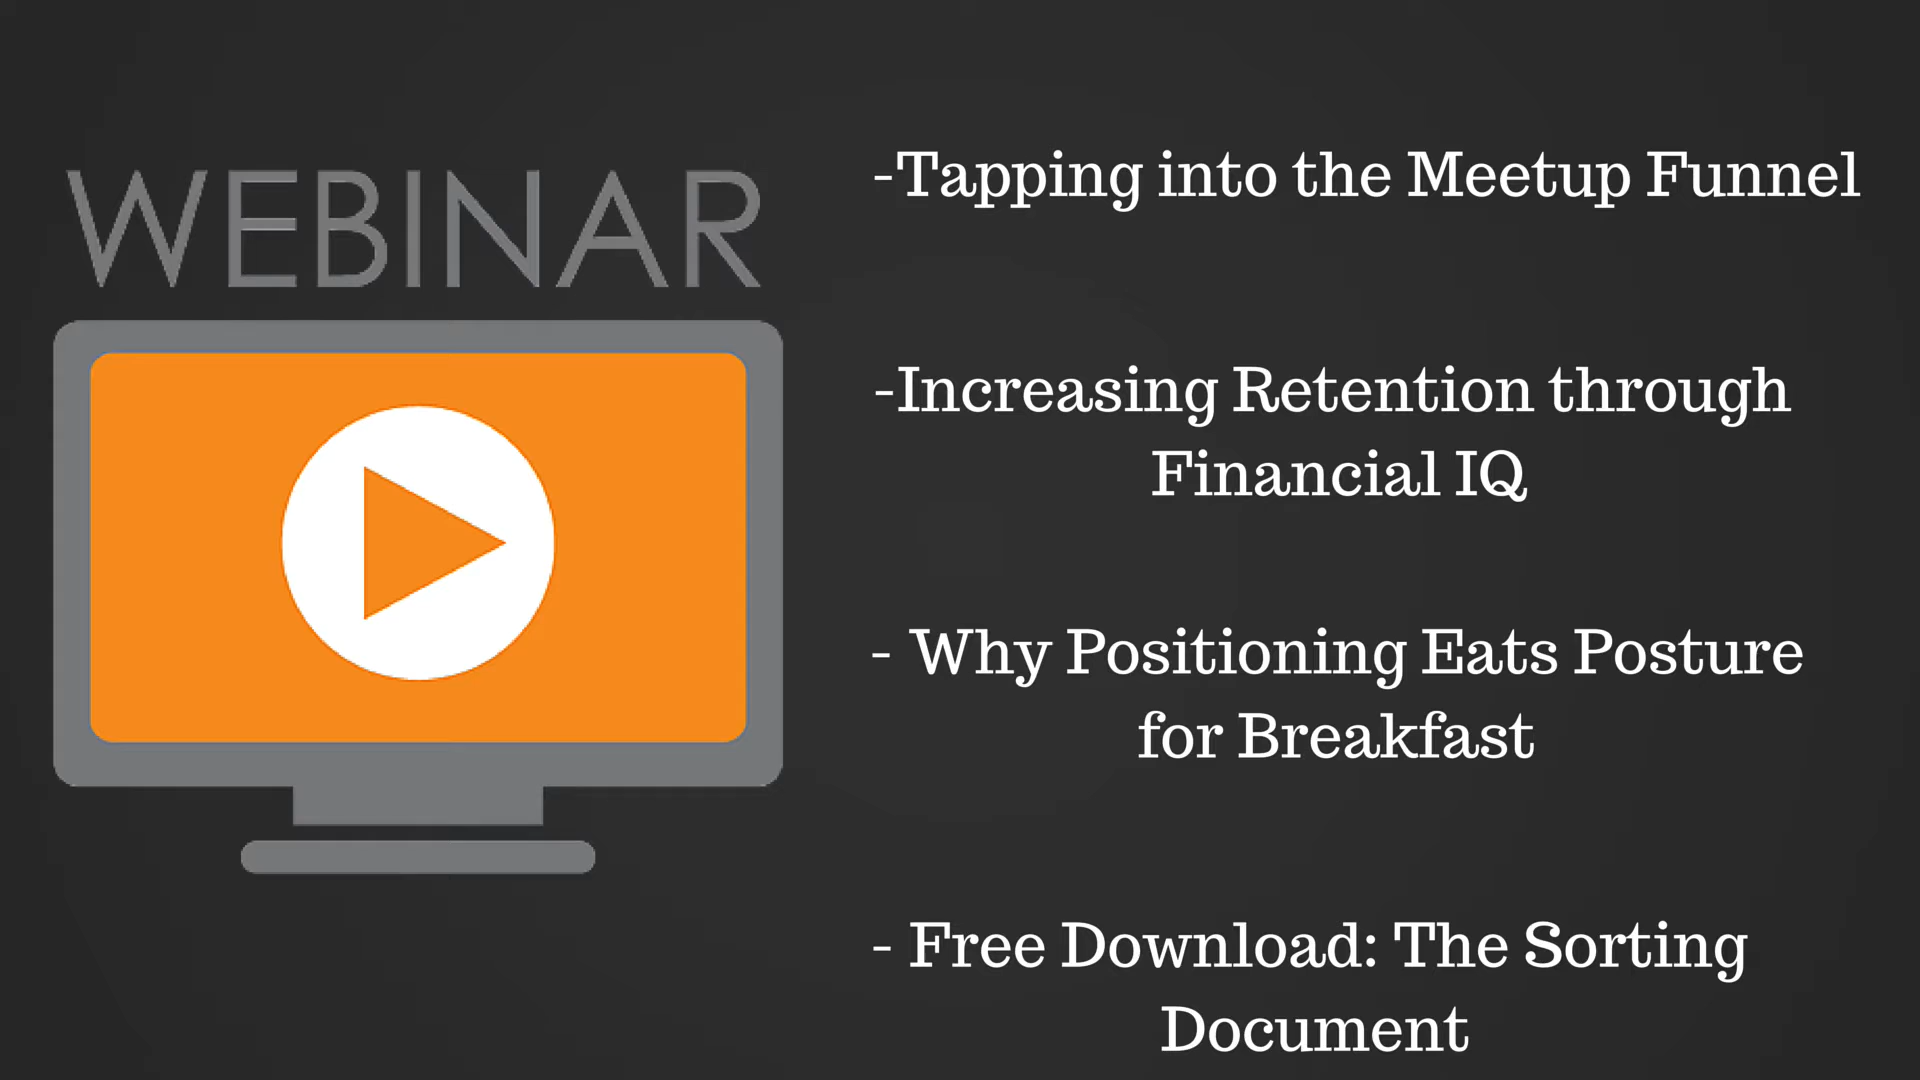 WEBINAR
-Tapping into the Meetup Funnel
-Increasing Retention through
Financial IQ
- Why Positioning Eats Posture
for Breakfast
- Free Download: The Sorting
Document